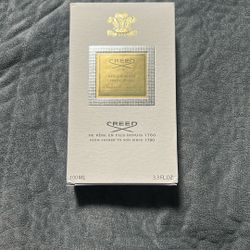 CREED
DE PÈRE EN FILS DEPUIS 1760
FROM FATHER TO SON SINCE 1760
100 ML
3.3 FL.OZ